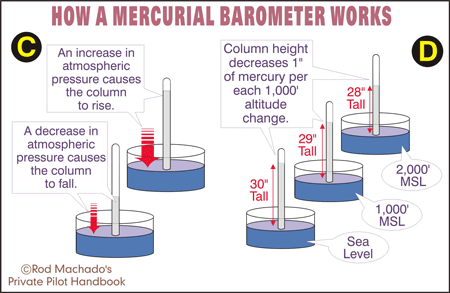 HOW A MERCURIAL BAROMETER WORKS
C
An increase in
atmospheric
pressure causes
the column
to rise.
A decrease in
atmospheric
pressure causes
the column
to fall.
D
Column height
decreases 1"
of mercury per
each 1,000'
altitude
change.
28"
Tall
29"
Tall
30"
Tall
2,000'
MSL
1,000'
MSL
Sea
Level
©Rod Machado's
Private Pilot Handbook